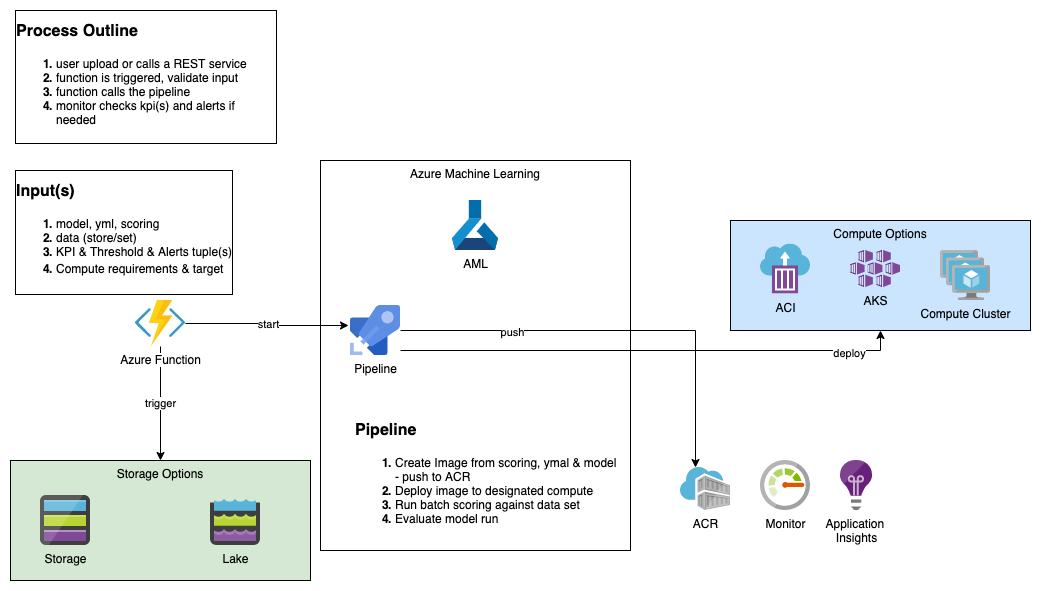 Process Outline
1. user upload or calls a REST service
2. function is triggered, validate input
3. function calls the pipeline
4. monitor checks kpi(s) and alerts if
needed
Input(s)
1. model, yml, scoring
2. data (store/set)
3. KPI & Threshold & Alerts tuple(s)
4. Compute requirements & target
Azure Function
start
trigger
Storage Options
Storage
Lake
Azure Machine Learning
AML
Pipeline
push
deploy
Pipeline
1. Create Image from scoring, ymal & model
- push to ACR
2. Deploy image to designated compute
3. Run batch scoring against data set
4. Evaluate model run
Compute Options
ACI
AKS
Compute Cluster
ACR
Monitor
Application
Insights